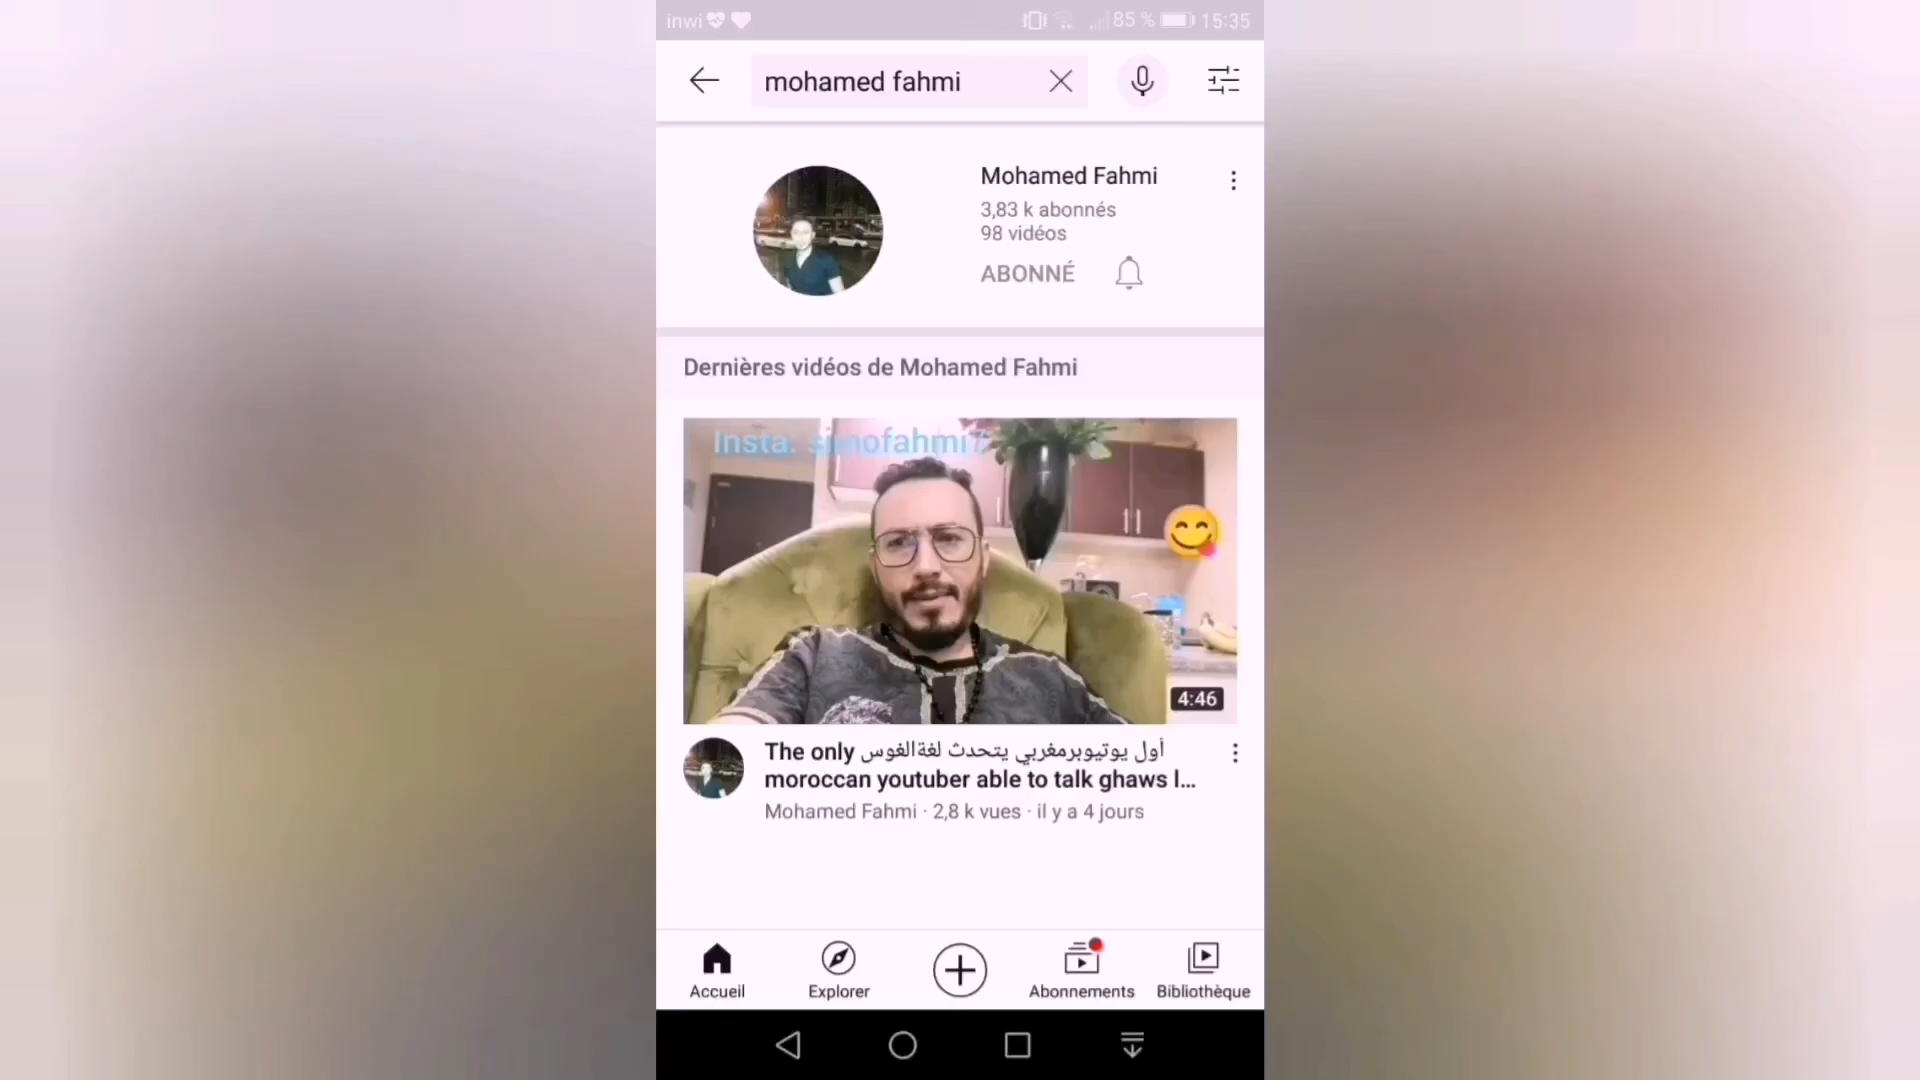 inwi 85 % 15:35
mohamed fahmi
Mohamed Fahmi
3,83 k abonnés
98 vidéos
ABONNÉ
Dernières vidéos de Mohamed Fahmi
Insta: simofahmi7
4:46
The only أول يوتيوبرمغربي يتحدث لغةالغوس
moroccan youtuber able to talk ghaws l...
Mohamed Fahmi · 2,8 k vues · il y a 4 jours
Accueil
Explorer
Abonnements
Bibliothèque